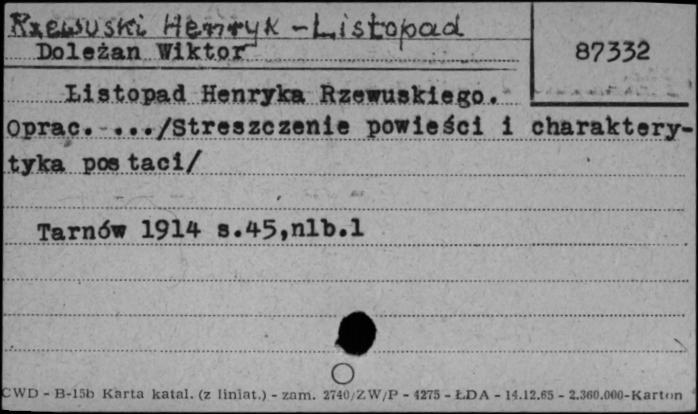 Rzewuski Henryk - Listopad
Doleżan Wiktor
87332
Listopad Henryka Rzewuskiego.
Oprac. .../Streszczenie powieści i charaktery-
tyka postaci/
Tarnów 1914 s.45,nlb.1
CWD - B-15b Karta katal. (z liniat.) - zam. 2740/ZW/P - 4275 - ŁDA - 14.12.65 - 2.360.000-Karton